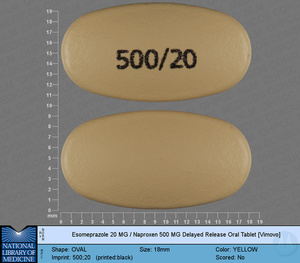 500/20
mm
Esomeprazole 20 MG / Naproxen 500 MG Delayed Release Oral Tablet [Vimovo]
NATIONAL
LIBRARY OF
MEDICINE
Shape: OVAL Size: 18mm Color: YELLOW
Imprint: 500;20 (printed:black) Scored: No